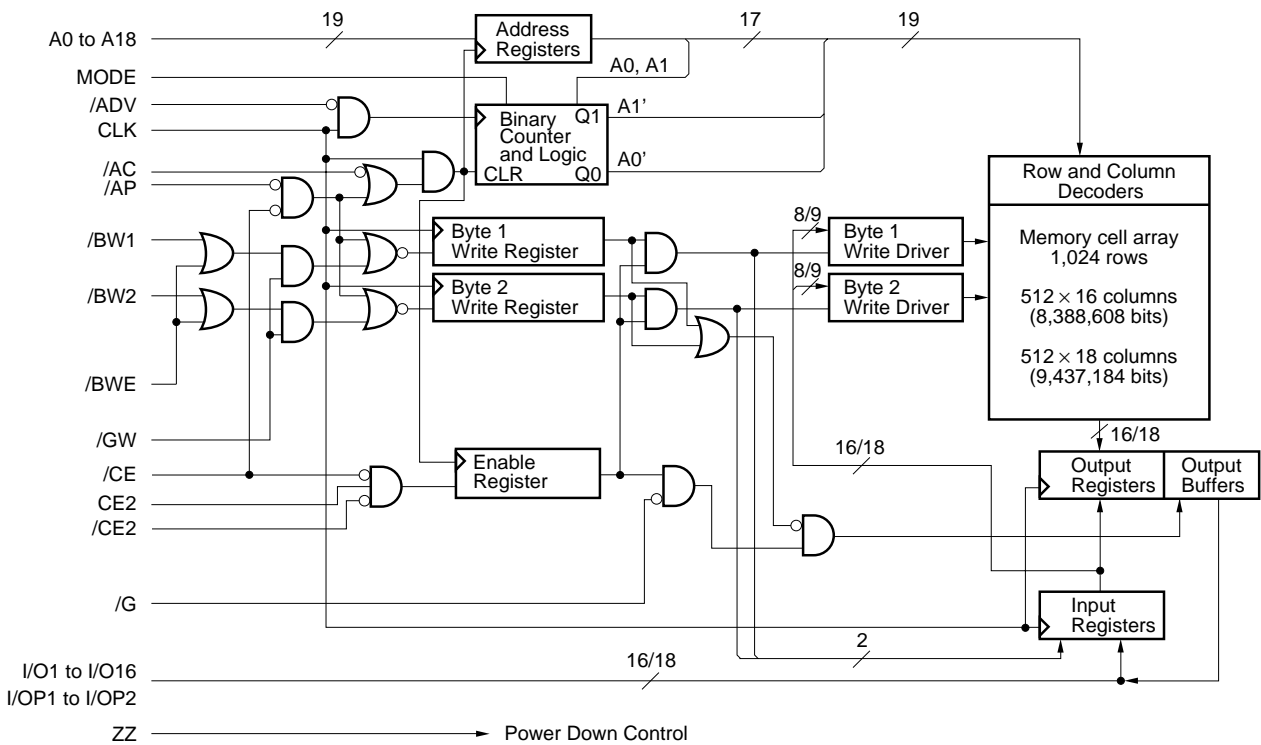 A0 to A18
19
Address
Registers
17
19
MODE
A0, A1
/ADV
CLK
Binary
Counter
and Logic
CLR
Q1
Q0
A1’
A0’
/AC
/AP
Row and Column
Decoders
/BW1
Byte 1
Write Register
8/9
Byte 1
Write Driver
Memory cell array
1,024 rows
512 × 16 columns
(8,388,608 bits)
512 × 18 columns
(9,437,184 bits)
/BW2
Byte 2
Write Register
8/9
Byte 2
Write Driver
/BWE
/GW
16/18
/CE
CE2
/CE2
Enable
Register
16/18
Output
Registers
Output
Buffers
/G
Input
Registers
2
I/O1 to I/O16
I/OP1 to I/OP2
16/18
ZZ
Power Down Control